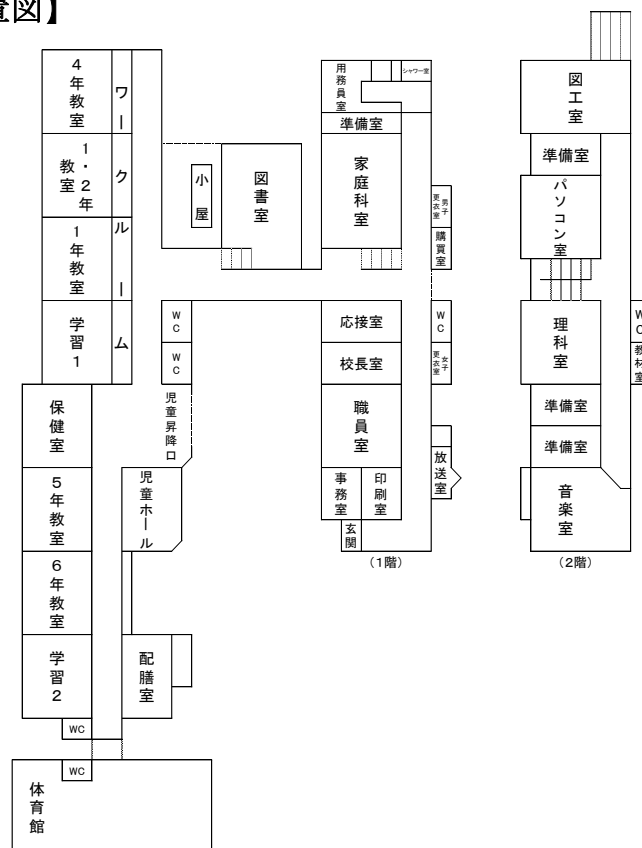 置図】
4年教室
ワークルーム
1・2年教室
1年教室
学習1
保健室
5年教室
6年教室
学習2
WC
WC
体育館
小屋
図書室
WC
WC
児童昇降口
児童ホール
配膳室
用務員室
シャワー室
準備室
家庭科室
男子更衣室
購買室
応接室
WC
校長室
女子更衣室
職員室
放送室
事務室
印刷室
玄関
(1階)
図工室
準備室
パソコン室
理科室
WC
教材室
準備室
準備室
音楽室
(2階)